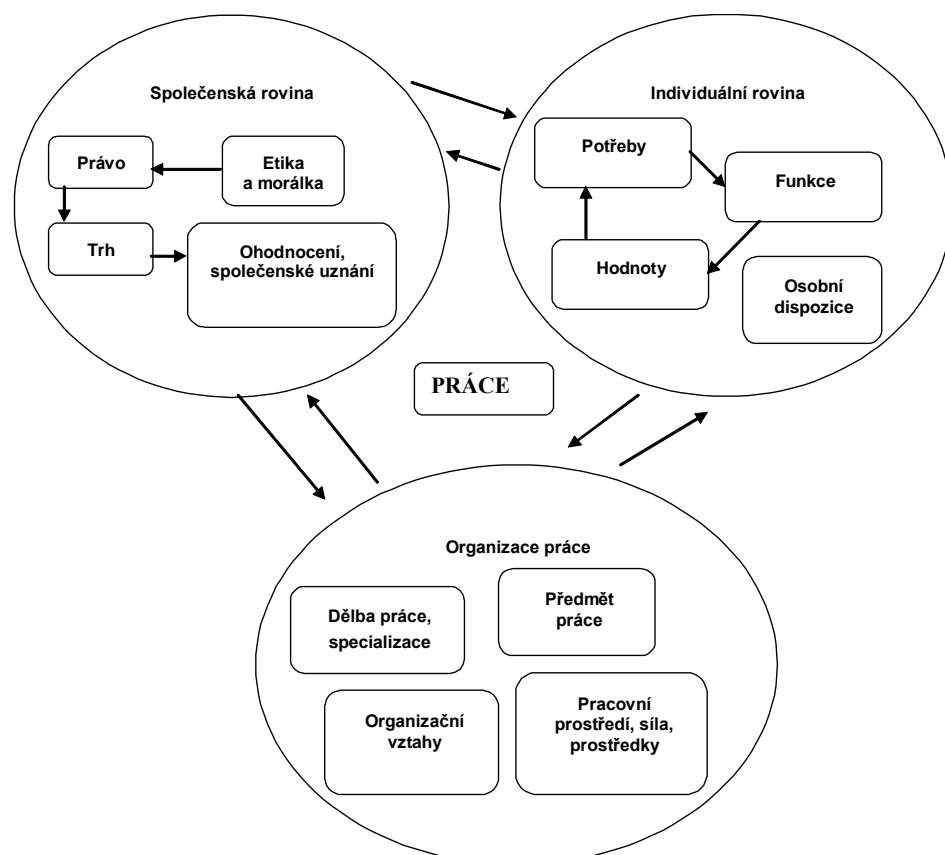 Společenská rovina
Právo
Etika
a morálka
Trh
Ohodnocení,
společenské uznání
Individuální rovina
Potřeby
Funkce
Hodnoty
Osobní
dispozice
PRÁCE
Organizace práce
Dělba práce,
specializace
Předmět
práce
Organizační
vztahy
Pracovní
prostředí, síla,
prostředky